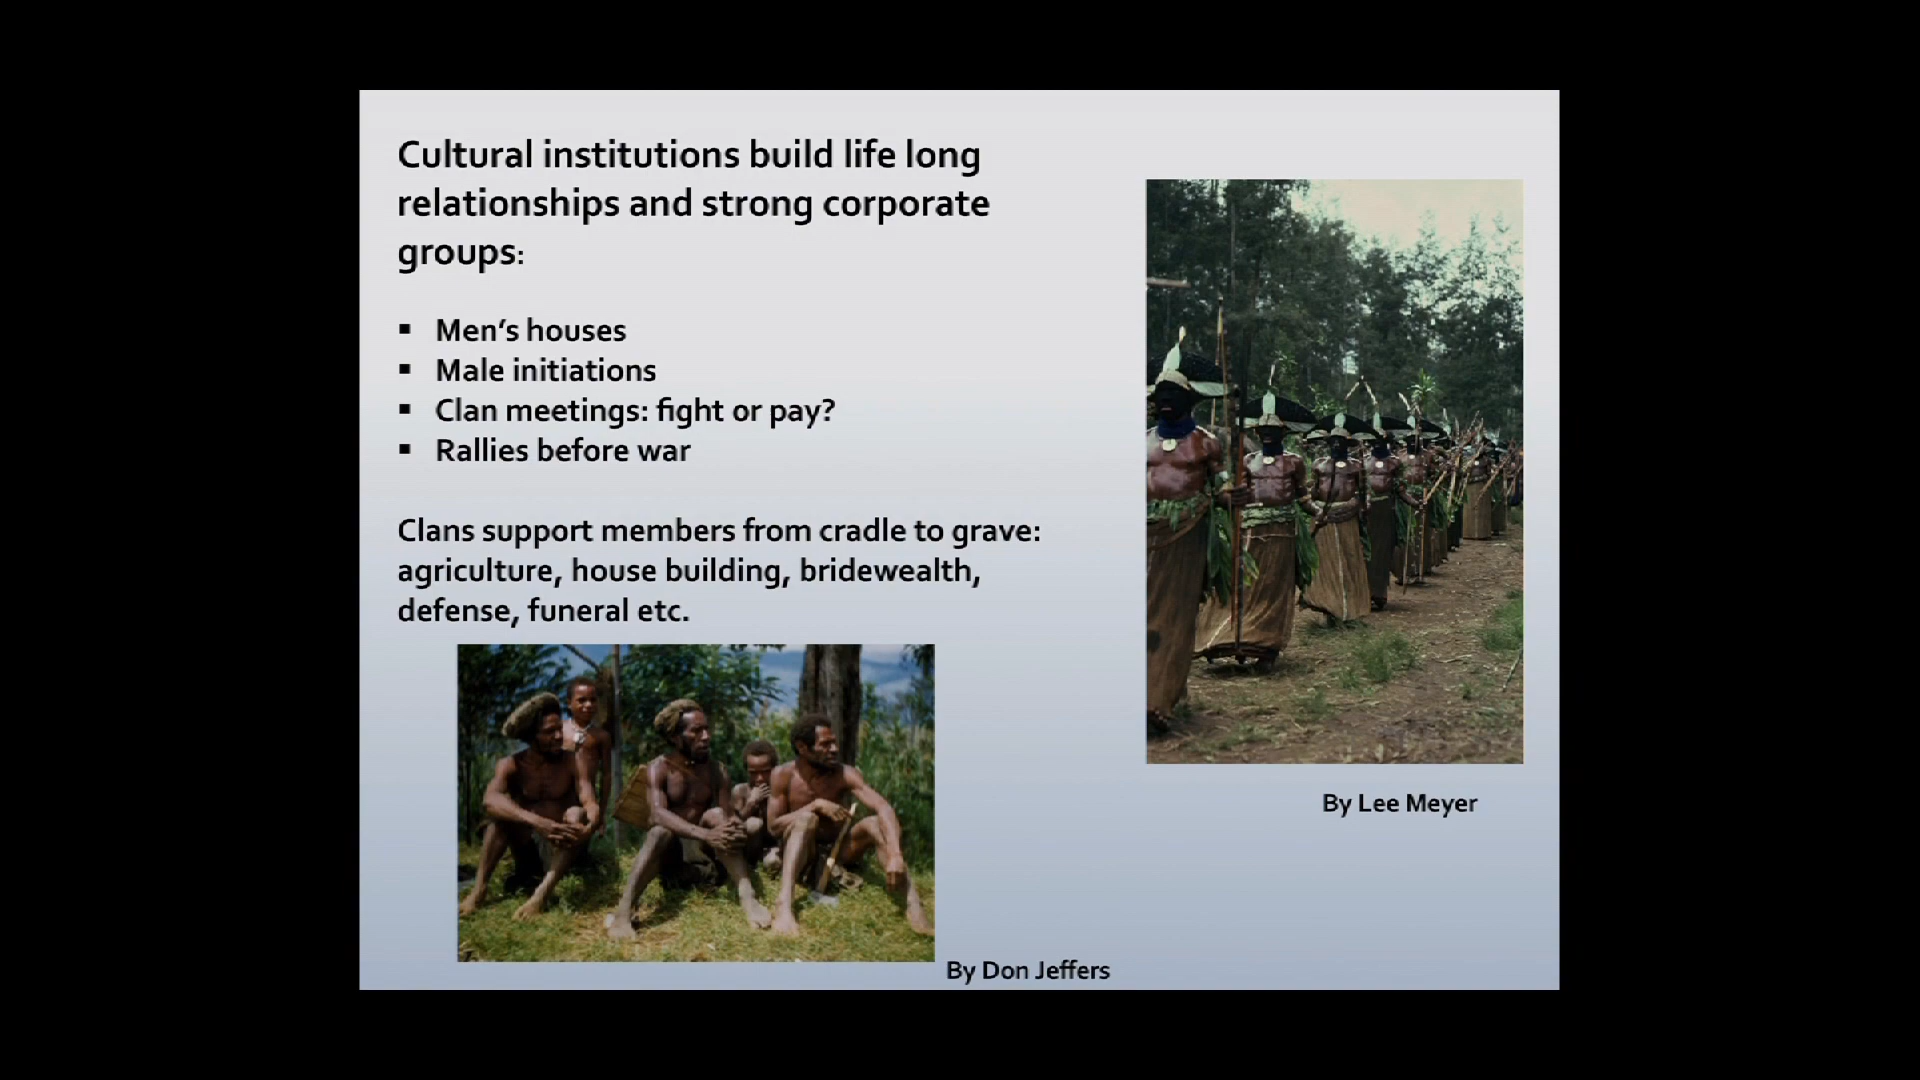 Cultural institutions build life long
relationships and strong corporate
groups:
▪ Men’s houses
▪ Male initiations
▪ Clan meetings: fight or pay?
▪ Rallies before war
Clans support members from cradle to grave:
agriculture, house building, bridewealth,
defense, funeral etc.
By Lee Meyer
By Don Jeffers